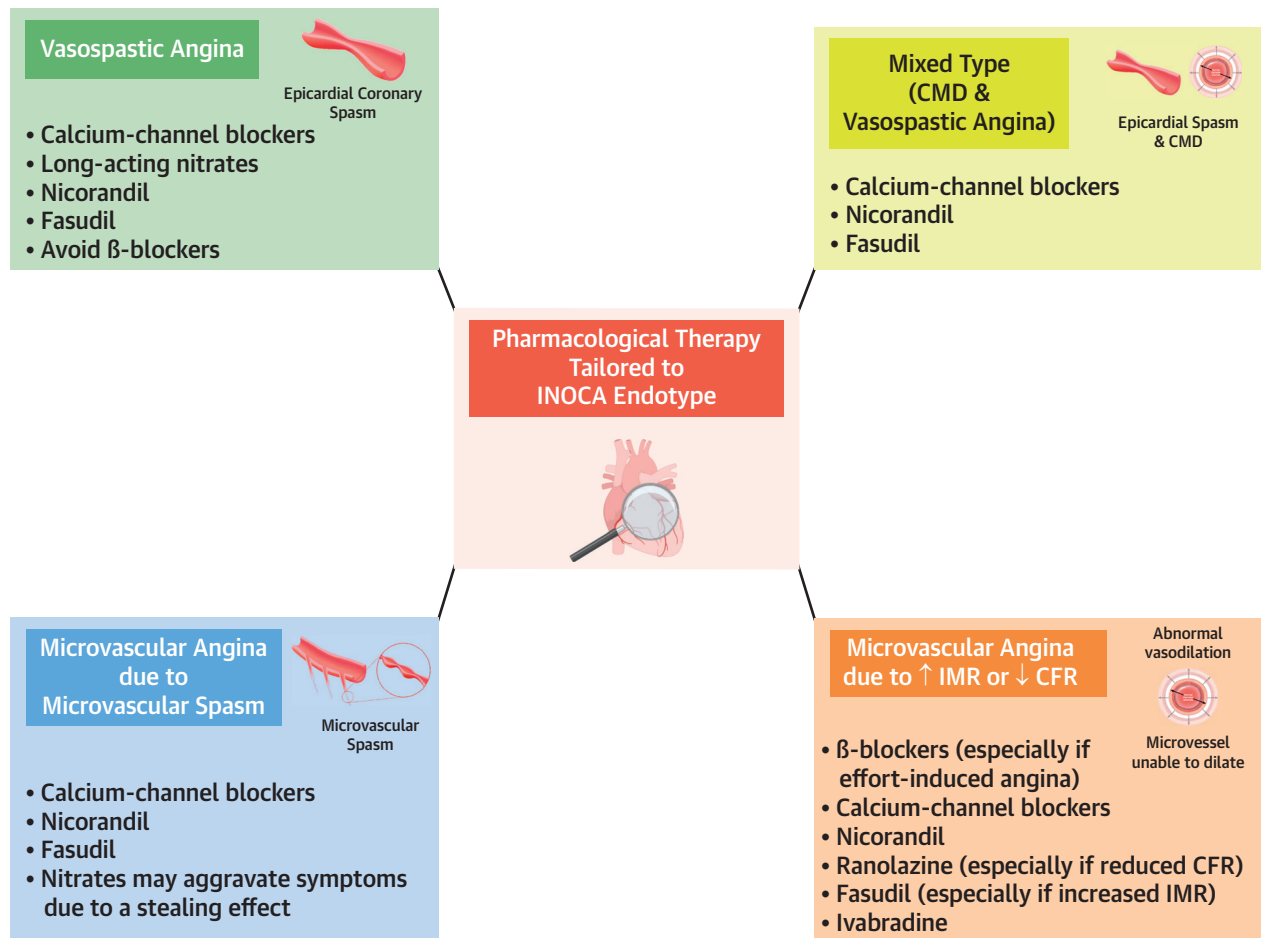 Vasospastic Angina
Epicardial Coronary
Spasm
• Calcium-channel blockers
• Long-acting nitrates
• Nicorandil
• Fasudil
• Avoid ß-blockers
Mixed Type
(CMD &
Vasospastic Angina)
Epicardial Spasm
& CMD
• Calcium-channel blockers
• Nicorandil
• Fasudil
Pharmacological Therapy
Tailored to
INOCA Endotype
Microvascular Angina
due to
Microvascular Spasm
Microvascular
Spasm
• Calcium-channel blockers
• Nicorandil
• Fasudil
• Nitrates may aggravate symptoms
due to a stealing effect
Microvascular Angina
due to ↑ IMR or ↓ CFR
Abnormal
vasodilation
Microvessel
unable to dilate
• ß-blockers (especially if
effort-induced angina)
• Calcium-channel blockers
• Nicorandil
• Ranolazine (especially if reduced CFR)
• Fasudil (especially if increased IMR)
• Ivabradine